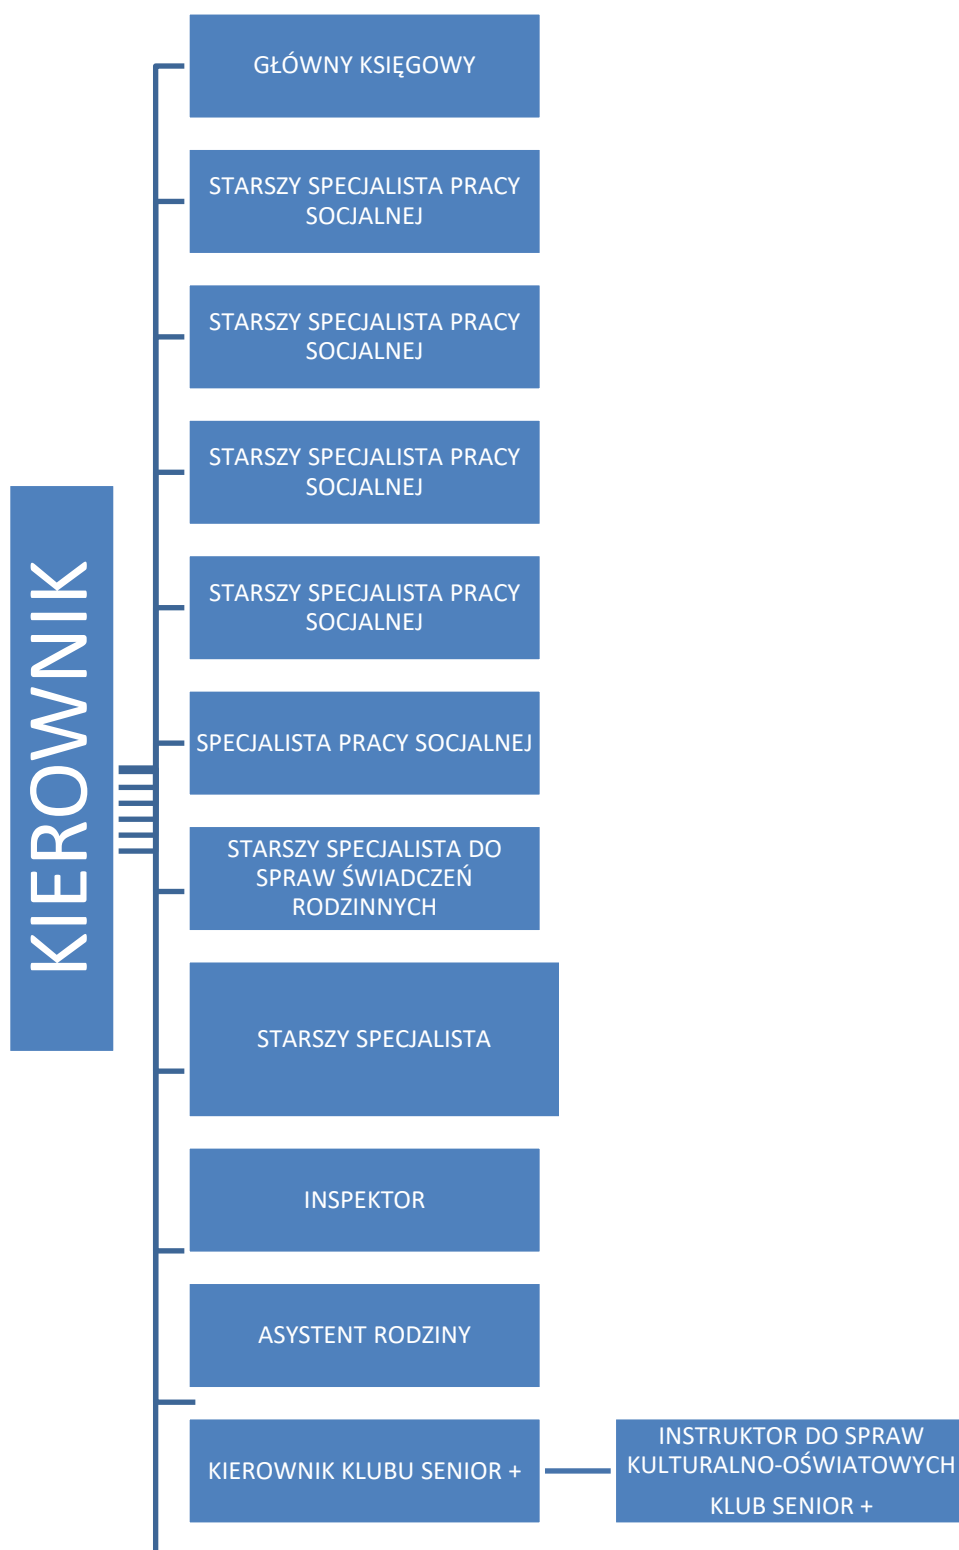 KIEROWNIK
GŁÓWNY KSIĘGOWY
STARSZY SPECJALISTA PRACY
SOCJALNEJ
STARSZY SPECJALISTA PRACY
SOCJALNEJ
STARSZY SPECJALISTA PRACY
SOCJALNEJ
STARSZY SPECJALISTA PRACY
SOCJALNEJ
SPECJALISTA PRACY SOCJALNEJ
STARSZY SPECJALISTA DO
SPRAW ŚWIADCZEŃ
RODZINNYCH
STARSZY SPECJALISTA
INSPEKTOR
ASYSTENT RODZINY
KIEROWNIK KLUBU SENIOR +
INSTRUKTOR DO SPRAW
KULTURALNO-OŚWIATOWYCH
KLUB SENIOR +